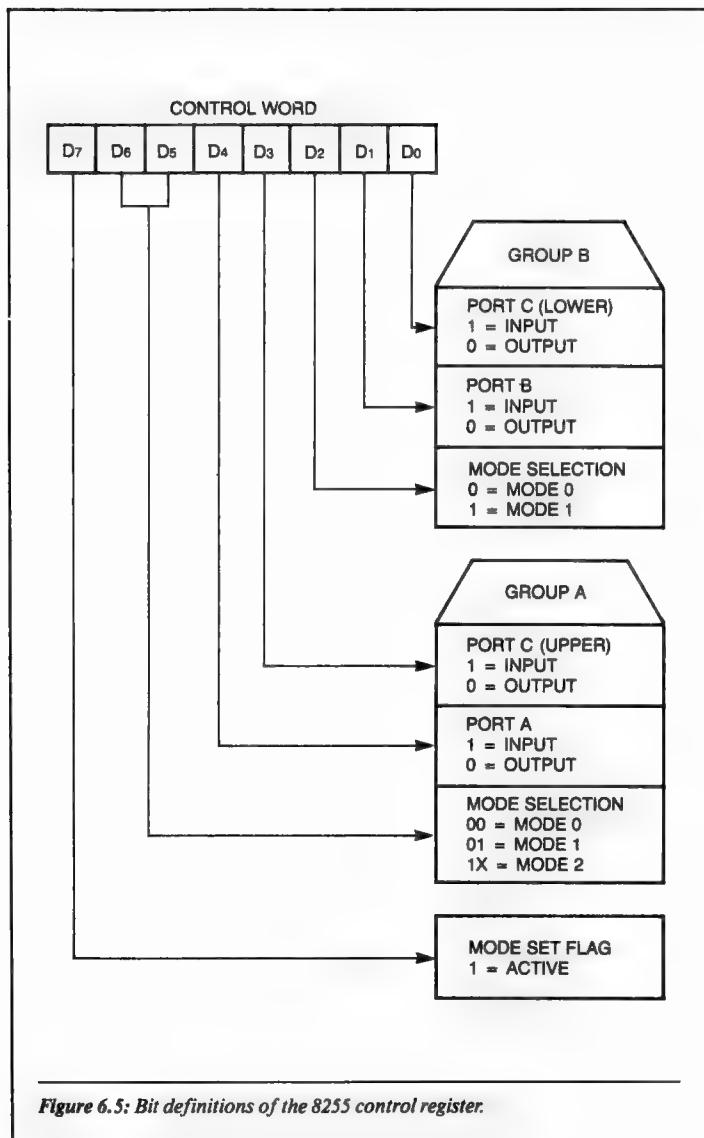 CONTROL WORD
D7 D6 D5 D4 D3 D2 D1 D0
GROUP B
PORT C (LOWER)
1 = INPUT
0 = OUTPUT
PORT B
1 = INPUT
0 = OUTPUT
MODE SELECTION
0 = MODE 0
1 = MODE 1
GROUP A
PORT C (UPPER)
1 = INPUT
0 = OUTPUT
PORT A
1 = INPUT
0 = OUTPUT
MODE SELECTION
00 = MODE 0
01 = MODE 1
1X = MODE 2
MODE SET FLAG
1 = ACTIVE
Figure 6.5: Bit definitions of the 8255 control register.